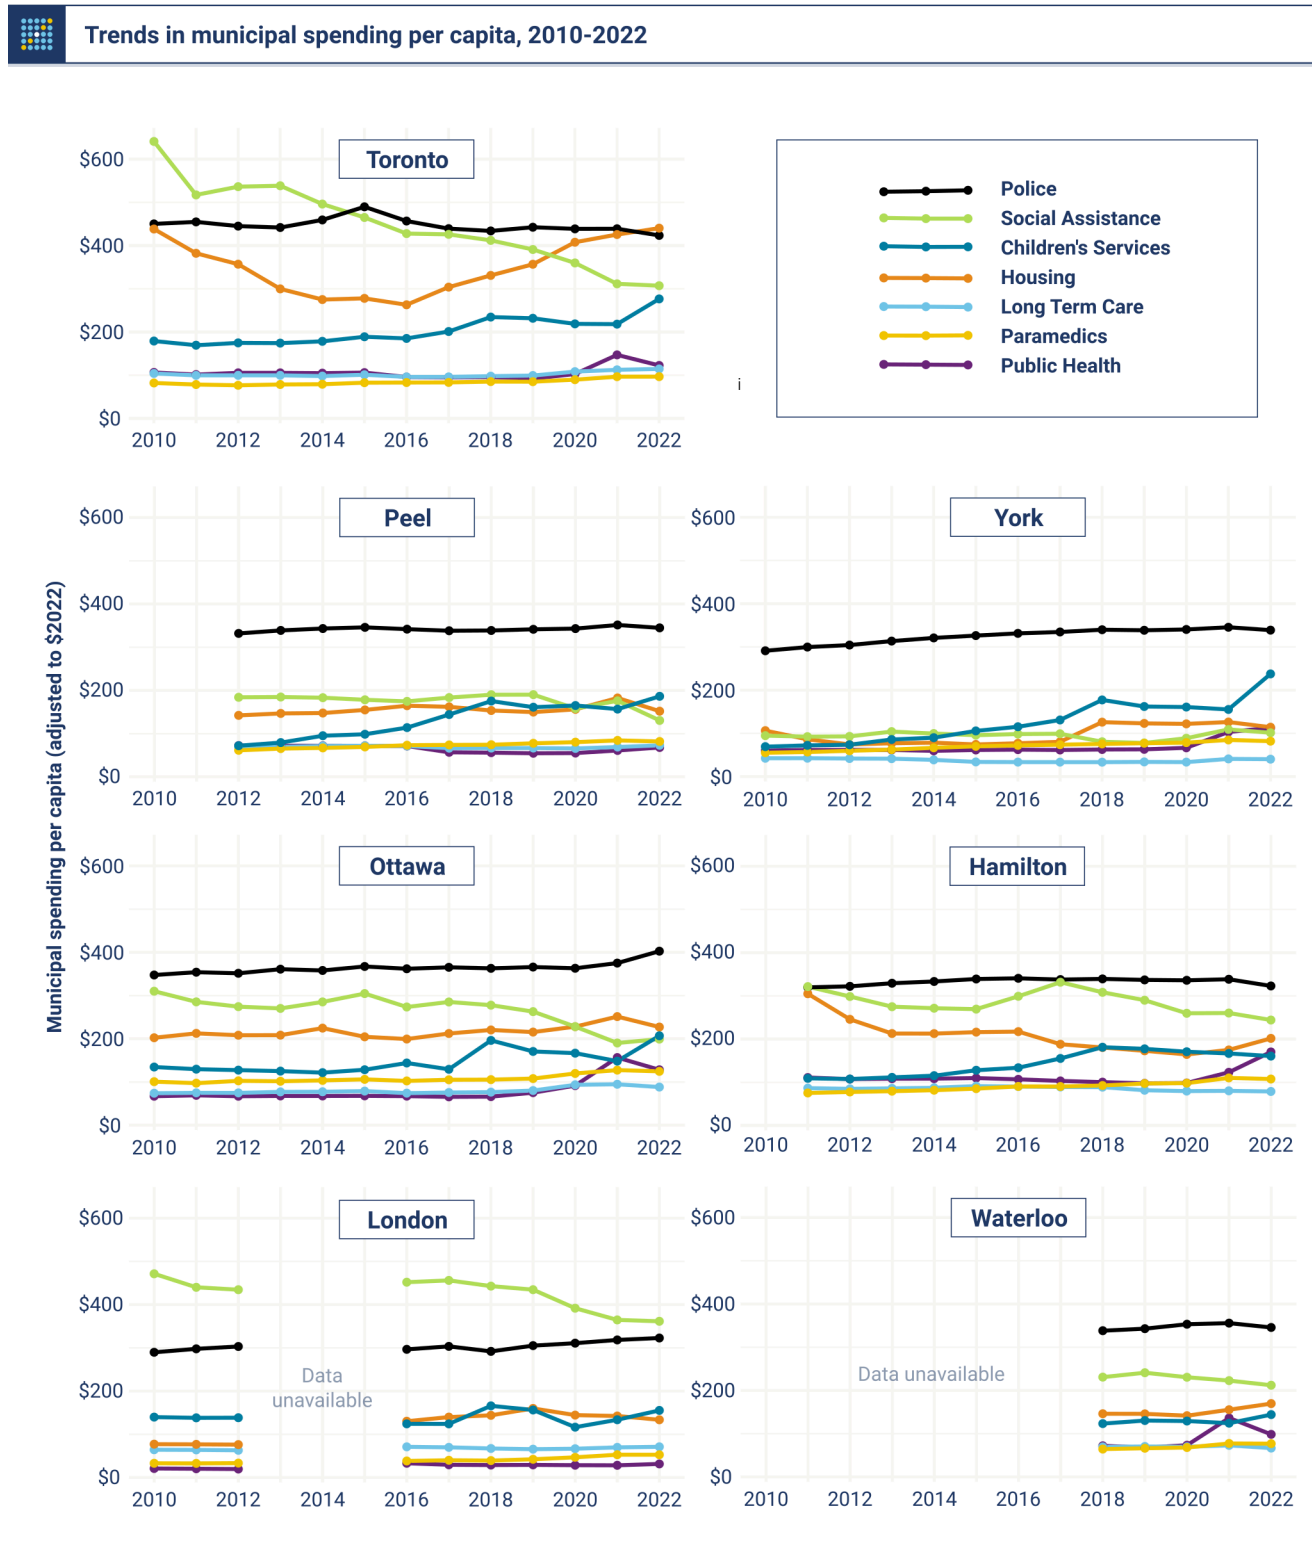 Trends in municipal spending per capita, 2010-2022
Toronto
$600
$400
$200
$0
2010 2012 2014 2016 2018 2020 2022
Police
Social Assistance
Children's Services
Housing
Long Term Care
Paramedics
Public Health
i
Municipal spending per capita (adjusted to $2022)
Peel
$600
$400
$200
$0
2010 2012 2014 2016 2018 2020 2022
York
$600
$400
$200
$0
2010 2012 2014 2016 2018 2020 2022
Ottawa
$600
$400
$200
$0
2010 2012 2014 2016 2018 2020 2022
Hamilton
$600
$400
$200
$0
2010 2012 2014 2016 2018 2020 2022
London
$600
$400
$200
$0
Data
unavailable
2010 2012 2014 2016 2018 2020 2022
Waterloo
$600
$400
$200
$0
Data unavailable
2010 2012 2014 2016 2018 2020 2022